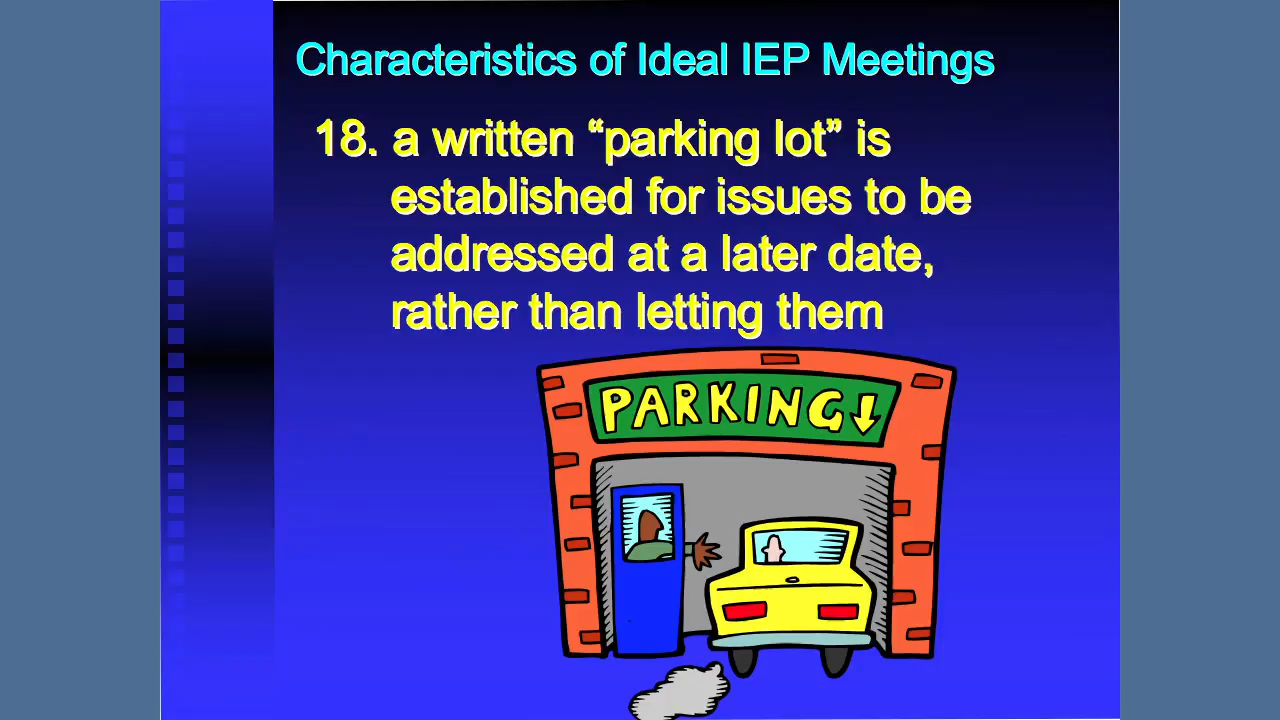 Characteristics of Ideal IEP Meetings
18. a written “parking lot” is
established for issues to be
addressed at a later date,
rather than letting them
PARKING↓